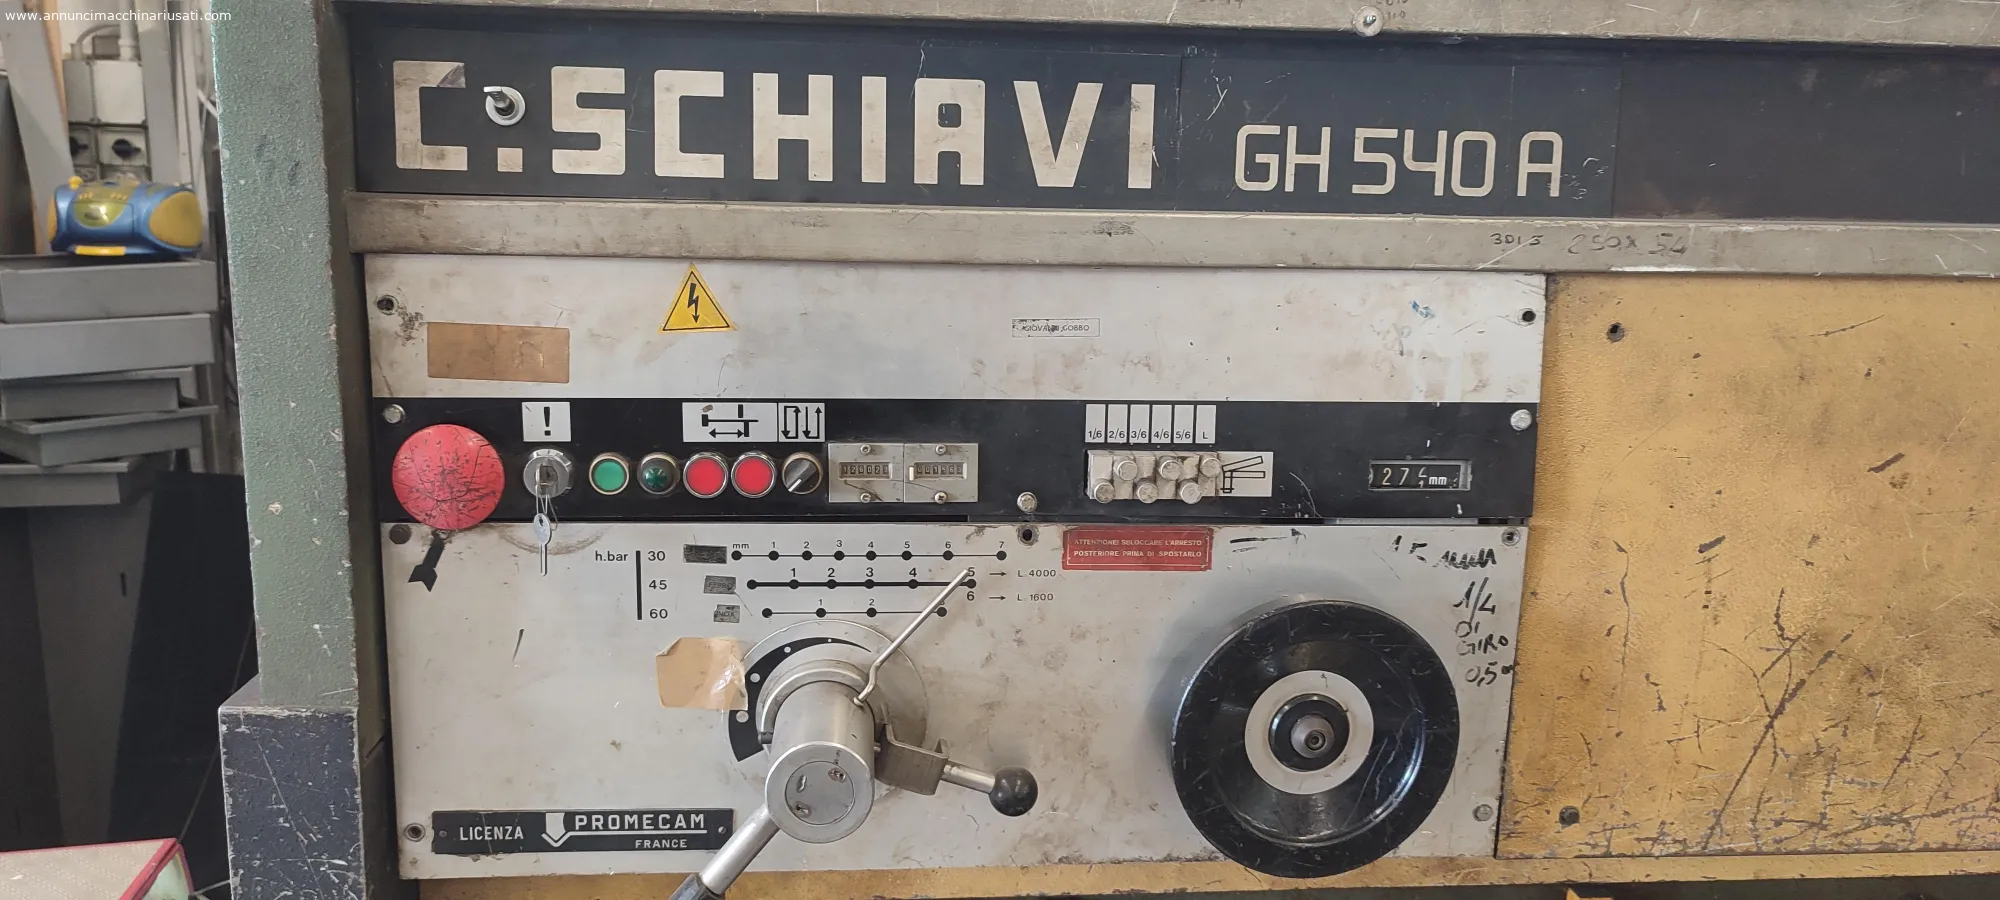 www.annuncimacchinariusati.com
C.SCHIAVI GH 540 A
3015 250X54
GIOVANNI GOBBO
!
1/6 2/6 3/6 4/6 5/6 L
mm
ATTENZIONE! SBLOCCARE L'ARRESTO
POSTERIORE PRIMA DI SPOSTARLO
h.bar 30 mm 1 2 3 4 5 6 7
45 1 2 3 4 5 L. 4000
6 L. 1600
60 INOX 1 2
1/4
DI
GIRO
0,5
LICENZA PROMECAM
FRANCE